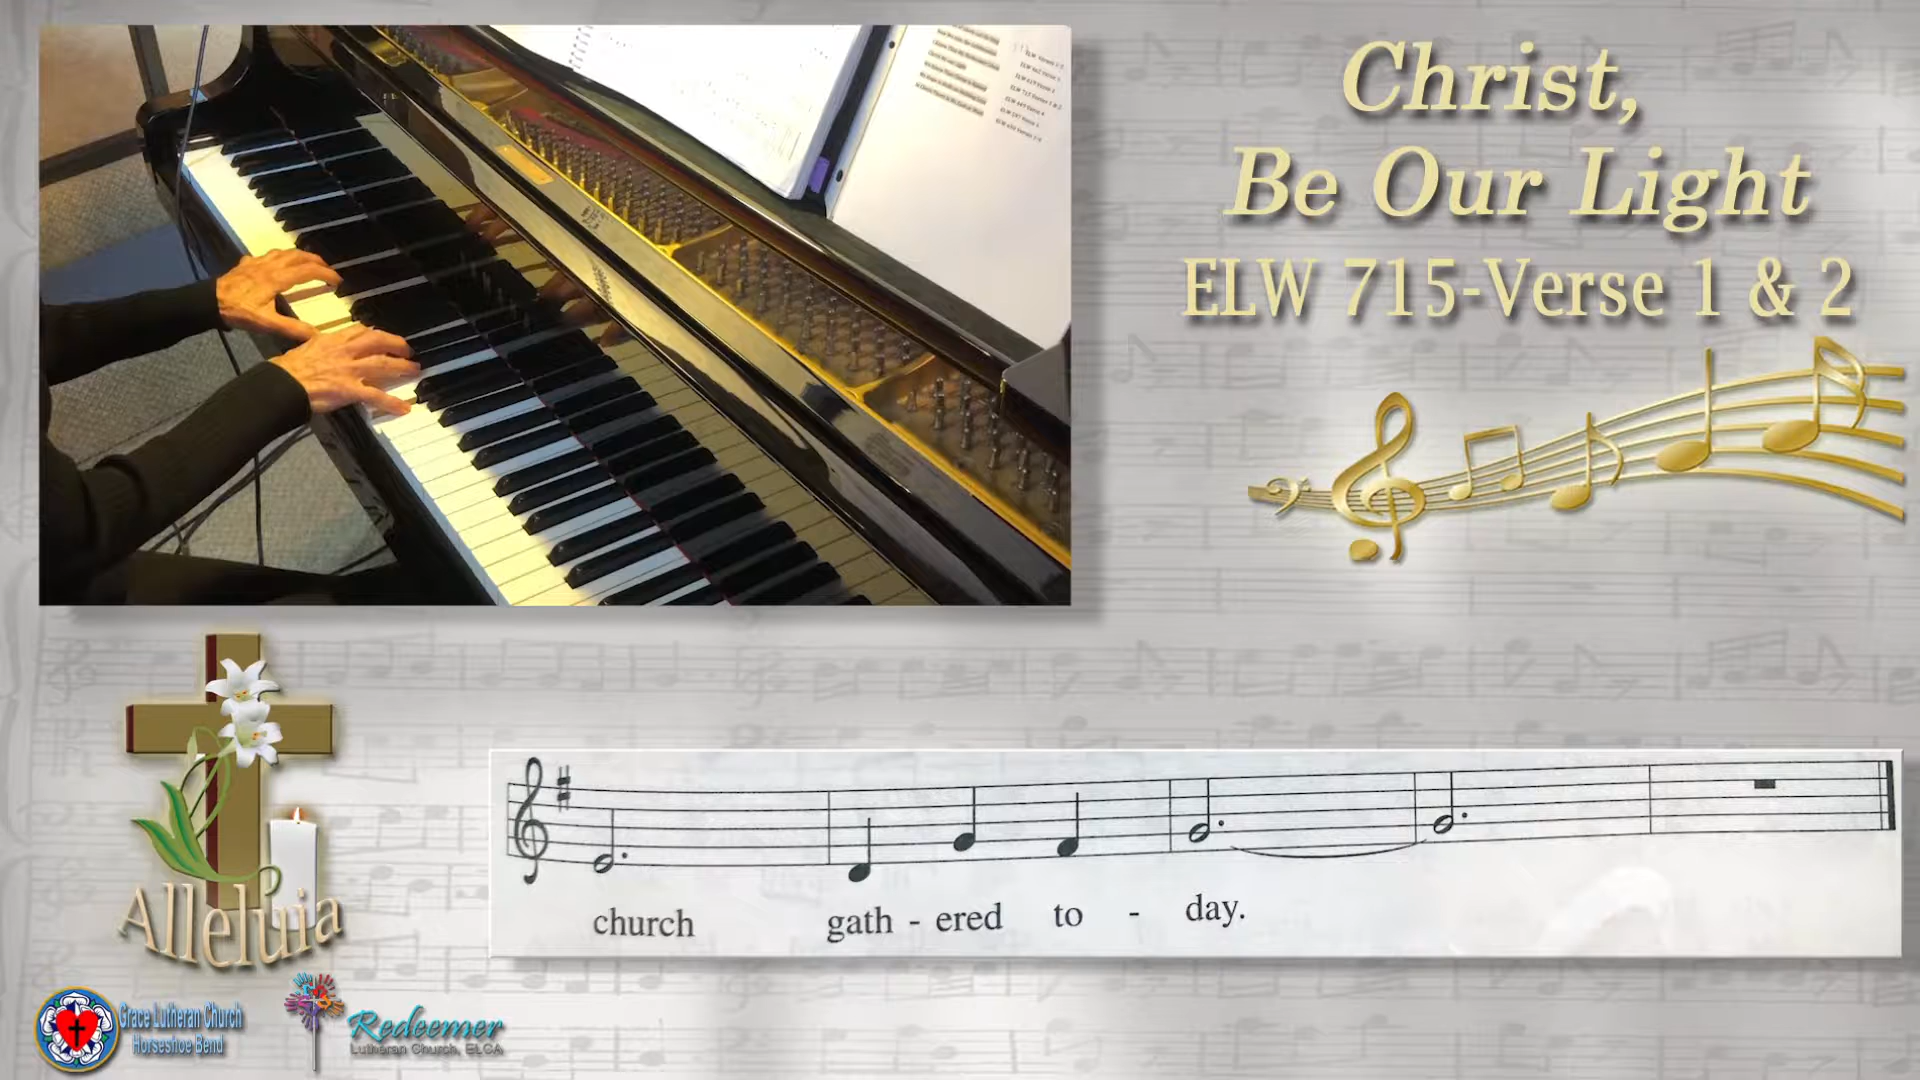 Christ,
Be Our Light
ELW 715-Verse 1 & 2
church gath - ered to - day.
Alleluia
Grace Lutheran Church
Horseshoe Bend
Redeemer
Lutheran Church, ELCA